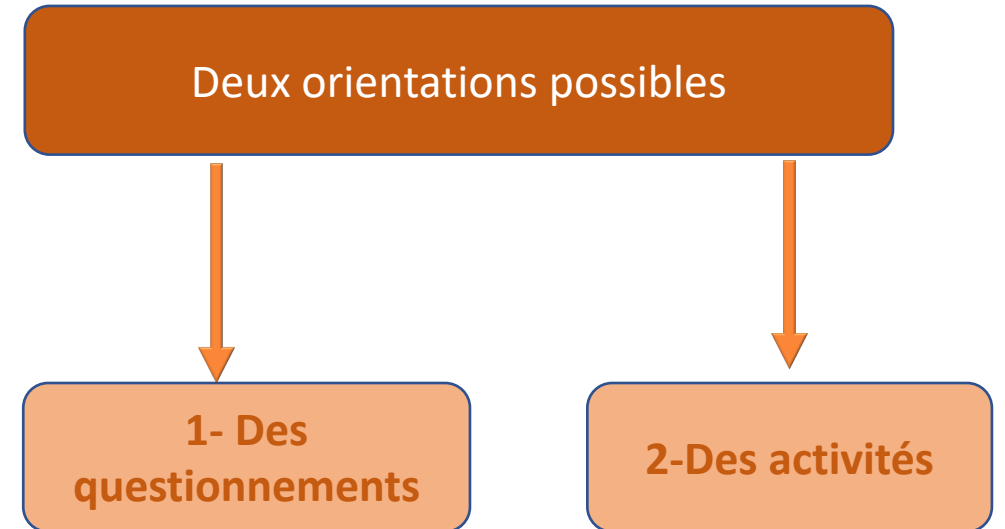 Deux orientations possibles
1- Des
questionnements
2-Des activités